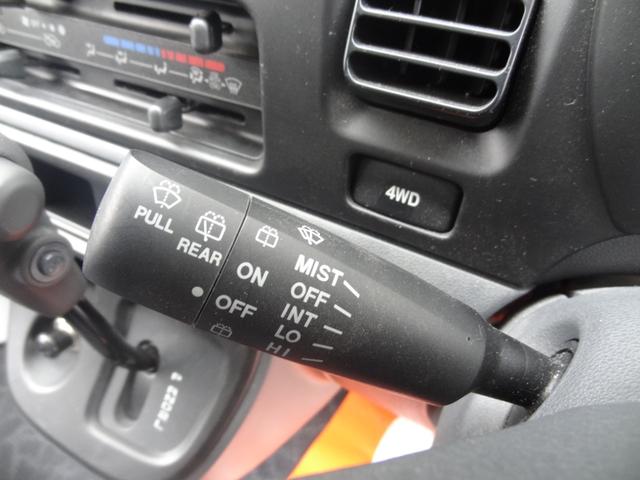 4WD
PULL
REAR
ON
OFF
MIST
OFF
INT
LO
HI